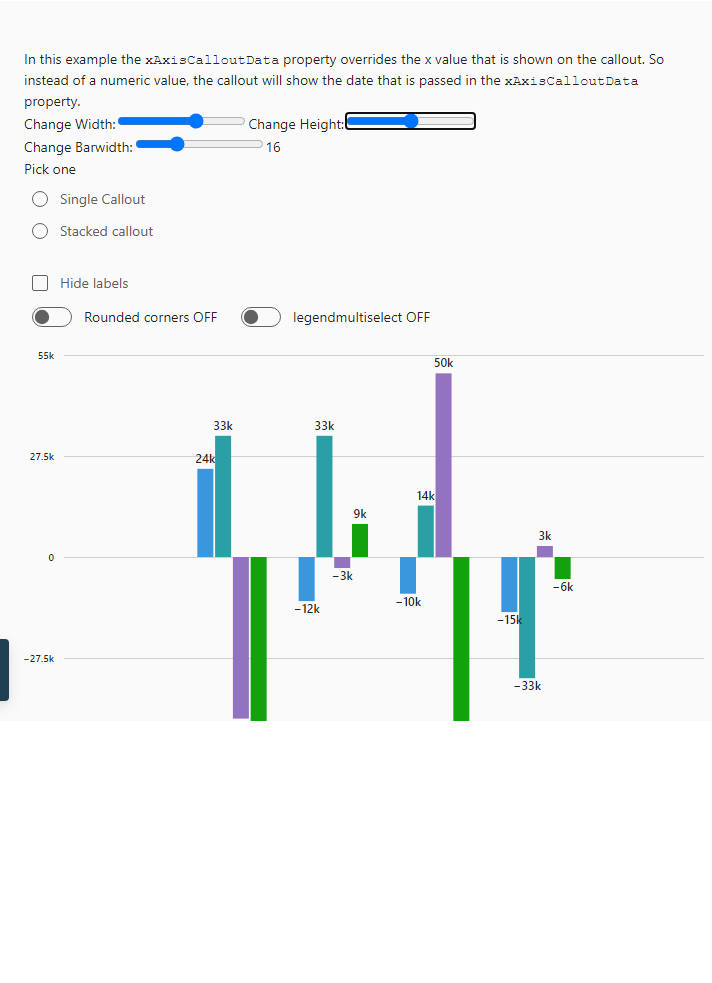 In this example the xAxisCalloutData property overrides the x value that is shown on the callout. So
instead of a numeric value, the callout will show the date that is passed in the xAxisCalloutData
property.
Change Width: Change Height:
Change Barwidth: 16
Pick one
Single Callout
Stacked callout
Hide labels
Rounded corners OFF legendmultiselect OFF
55k
50k
33k 33k
24k
27.5k
14k
9k
3k
0
−3k
−6k
−10k
−12k
−15k
−27.5k
−33k